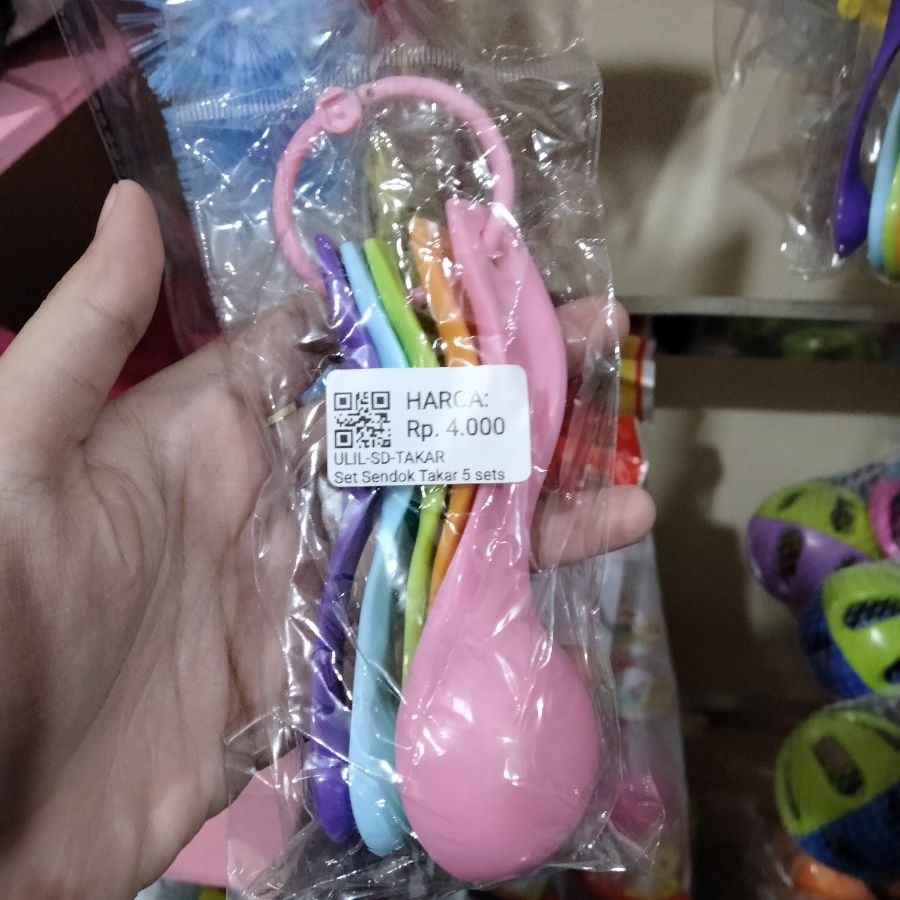 HARGA:
Rp. 4.000
ULIL-SD-TAKAR
Set Sendok Takar 5 sets